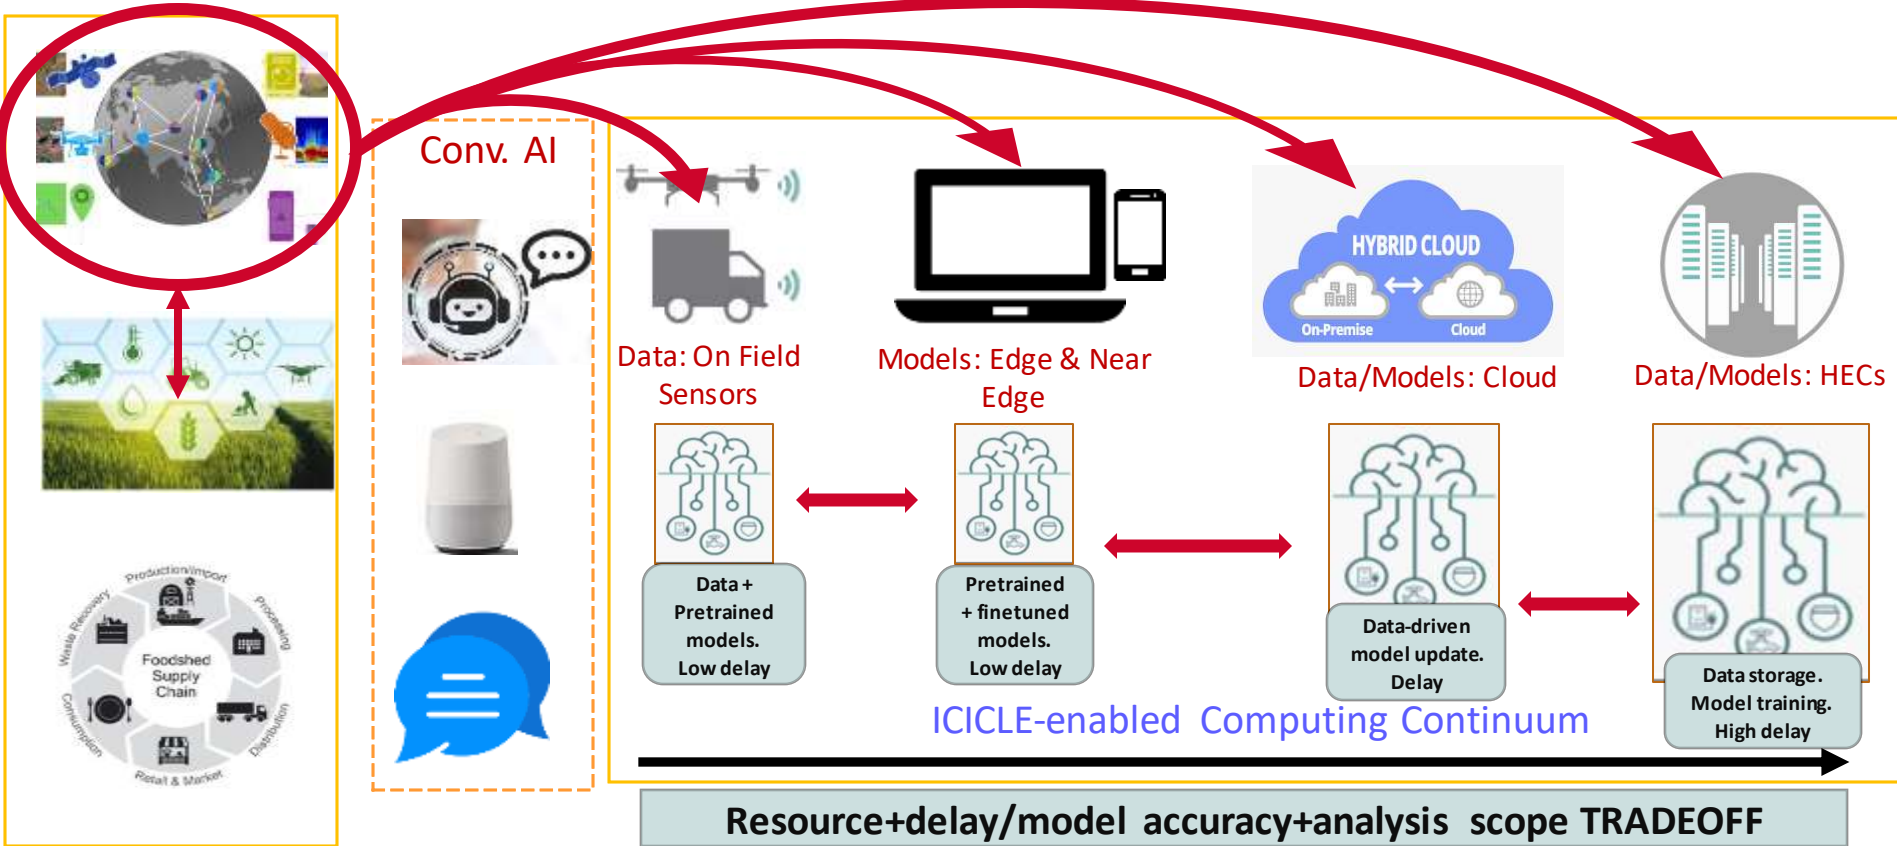 Conv. AI
HYBRID CLOUD
On-Premise
Cloud
Data: On Field
Sensors
Models: Edge & Near
Edge
Data/Models: Cloud
Data/Models: HECs
Data +
Pretrained
models.
Low delay
Pretrained
+ finetuned
models.
Low delay
Data-driven
model update.
Delay
Data storage.
Model training.
High delay
Production/Import
Processing
Distribution
Retail & Market
Consumption
Waste Recovery
Foodshed
Supply
Chain
ICICLE-enabled Computing Continuum
Resource+delay/model accuracy+analysis scope TRADEOFF